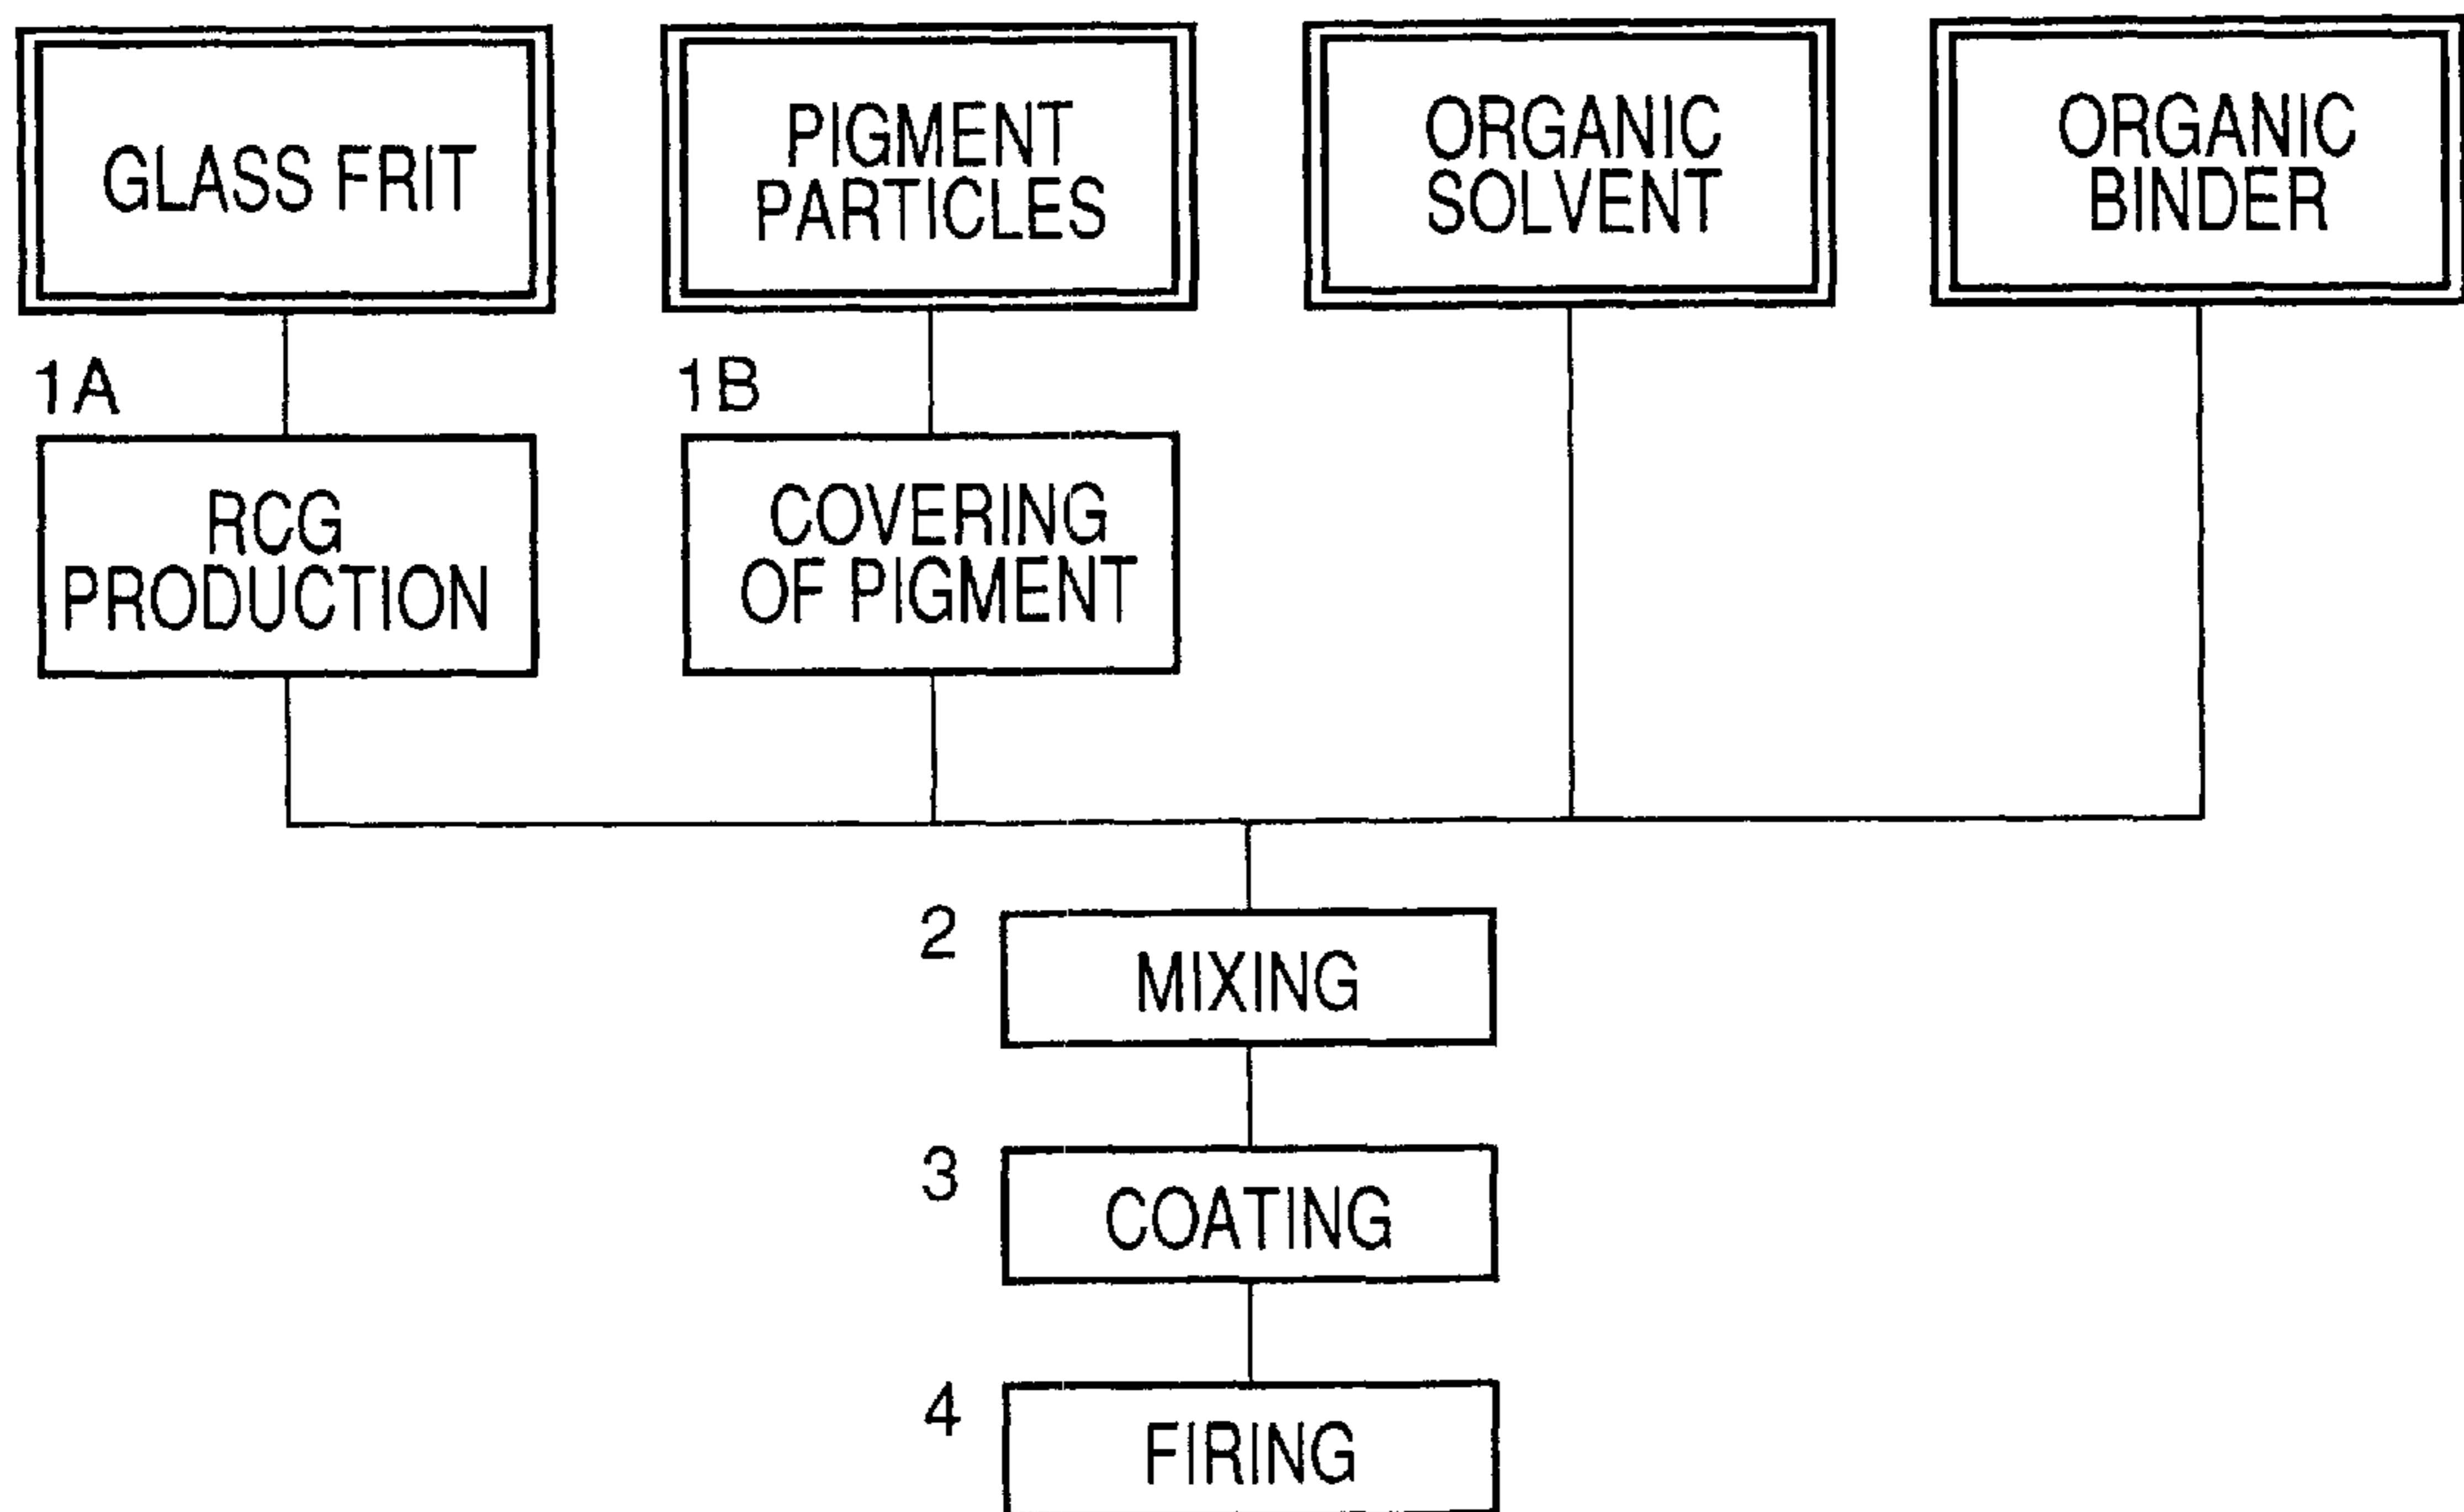 GLASS FRIT
PIGMENT
PARTICLES
ORGANIC
SOLVENT
ORGANIC
BINDER
1A
RCG
PRODUCTION
1B
COVERING
OF PIGMENT
2
MIXING
3
COATING
4
FIRING